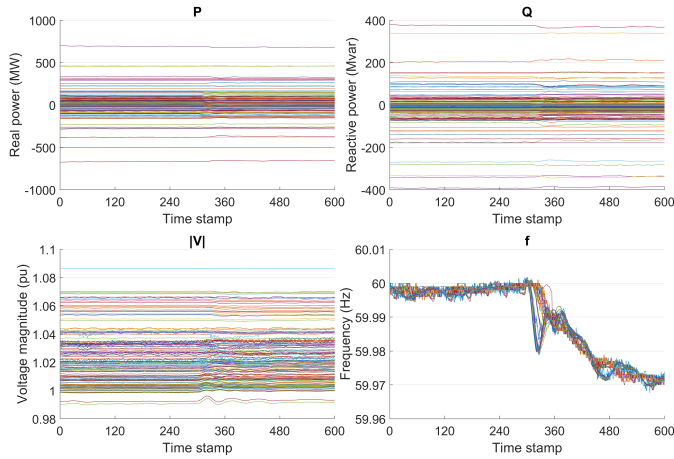 P
1000
500
0
-500
-1000
Real power (MW)
0 120 240 360 480 600
Time stamp
Q
400
200
0
-200
-400
Reactive power (Mvar)
0 120 240 360 480 600
Time stamp
|V|
1.1
1.08
1.06
1.04
1.02
1
0.98
Voltage magnitude (pu)
0 120 240 360 480 600
Time stamp
f
60.01
60
59.99
59.98
59.97
59.96
Frequency (Hz)
0 120 240 360 480 600
Time stamp